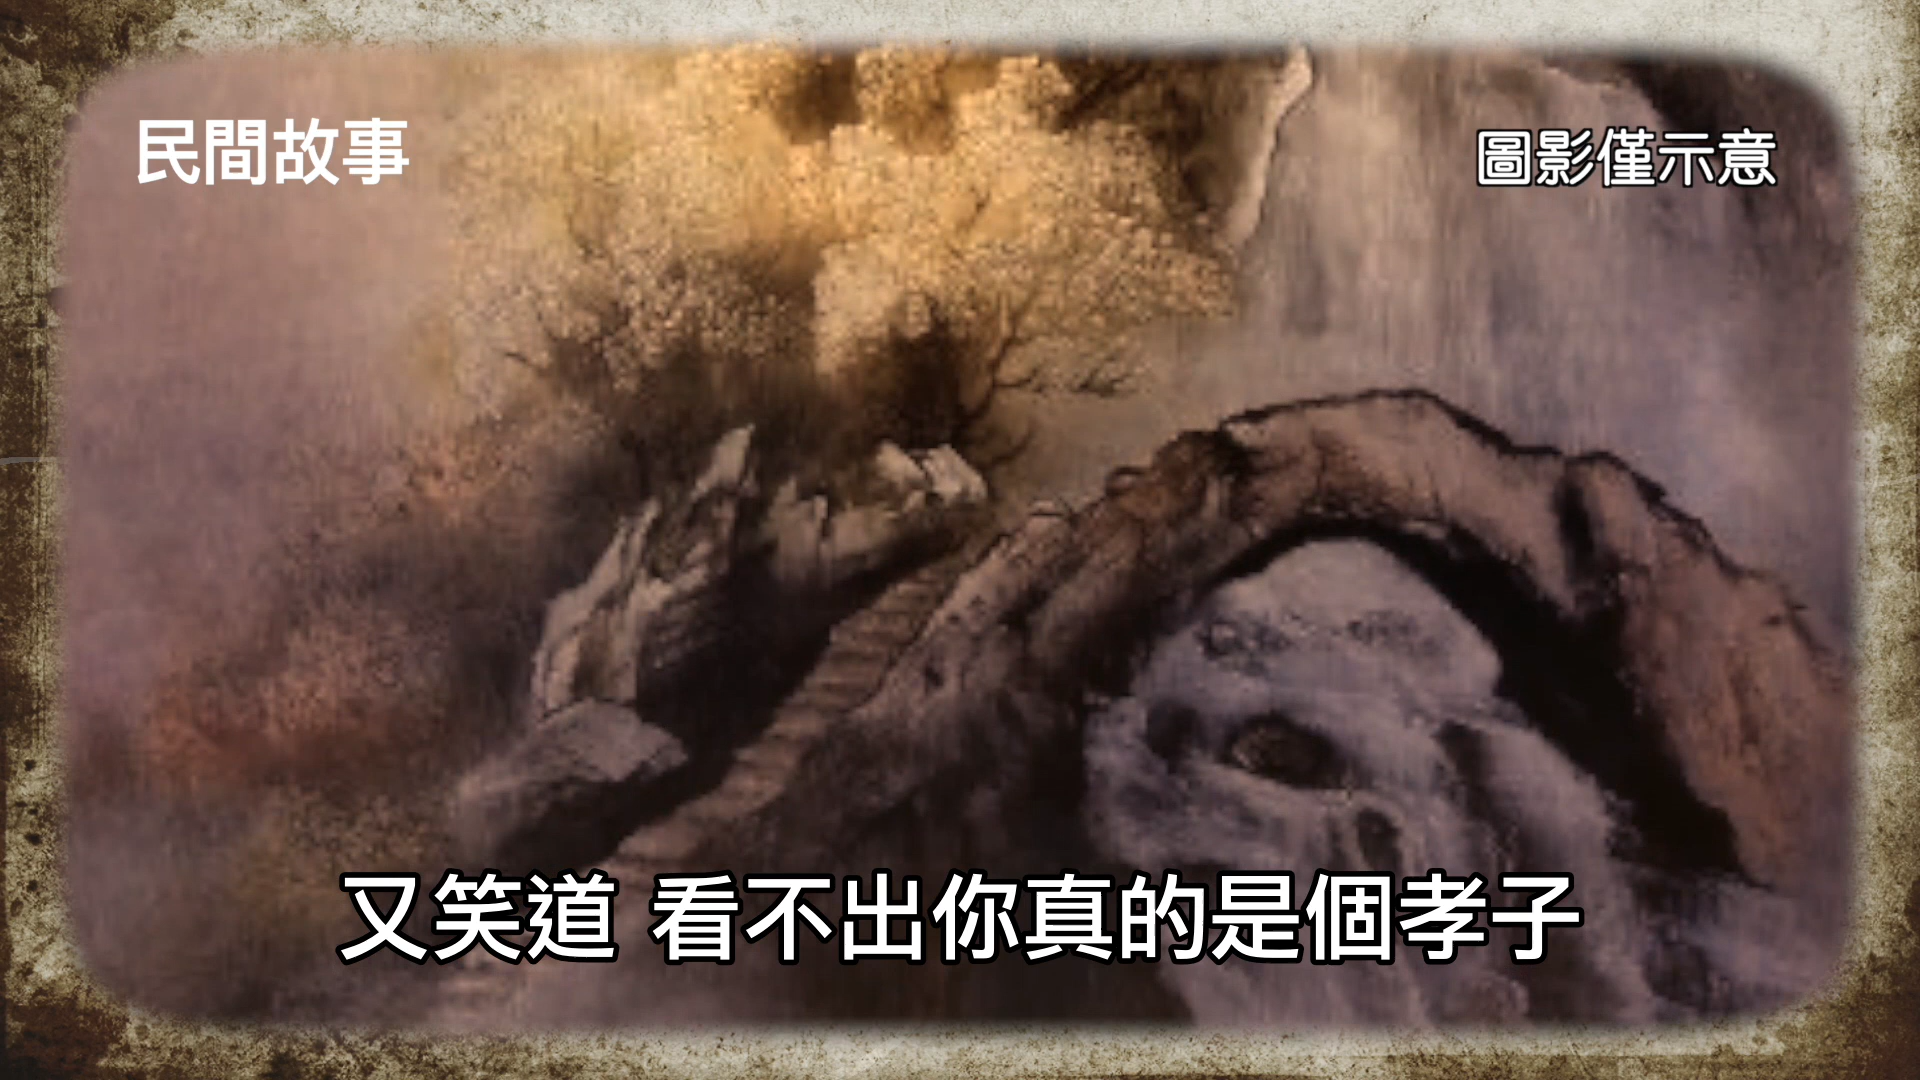 民間故事
圖影僅示意
又笑道 看不出你真的是個孝子